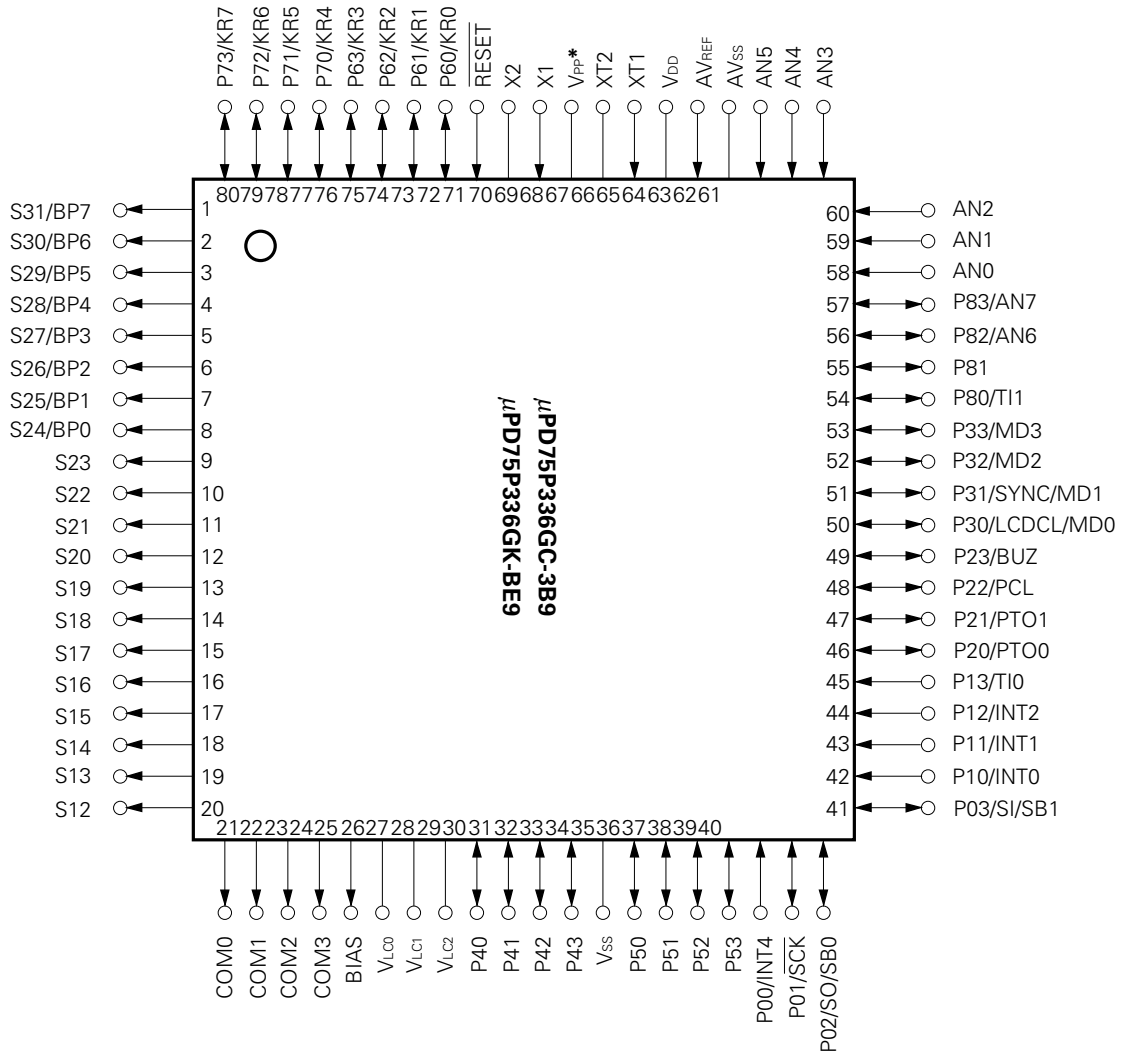 P73/KR7
P72/KR6
P71/KR5
P70/KR4
P63/KR3
P62/KR2
P61/KR1
P60/KR0
RESET
X2
X1
VPP*
XT2
XT1
VDD
AVREF
AVSS
AN5
AN4
AN3
80 79 78 77 76 75 74 73 72 71 70 69 68 67 66 65 64 63 62 61
S31/BP7 1
S30/BP6 2
S29/BP5 3
S28/BP4 4
S27/BP3 5
S26/BP2 6
S25/BP1 7
S24/BP0 8
S23 9
S22 10
S21 11
S20 12
S19 13
S18 14
S17 15
S16 16
S15 17
S14 18
S13 19
S12 20
μPD75P336GC-3B9
μPD75P336GK-BE9
60 AN2
59 AN1
58 AN0
57 P83/AN7
56 P82/AN6
55 P81
54 P80/TI1
53 P33/MD3
52 P32/MD2
51 P31/SYNC/MD1
50 P30/LCDCL/MD0
49 P23/BUZ
48 P22/PCL
47 P21/PTO1
46 P20/PTO0
45 P13/TI0
44 P12/INT2
43 P11/INT1
42 P10/INT0
41 P03/SI/SB1
21 22 23 24 25 26 27 28 29 30 31 32 33 34 35 36 37 38 39 40
COM0
COM1
COM2
COM3
BIAS
VLC0
VLC1
VLC2
P40
P41
P42
P43
VSS
P50
P51
P52
P53
P00/INT4
P01/SCK
P02/SO/SB0